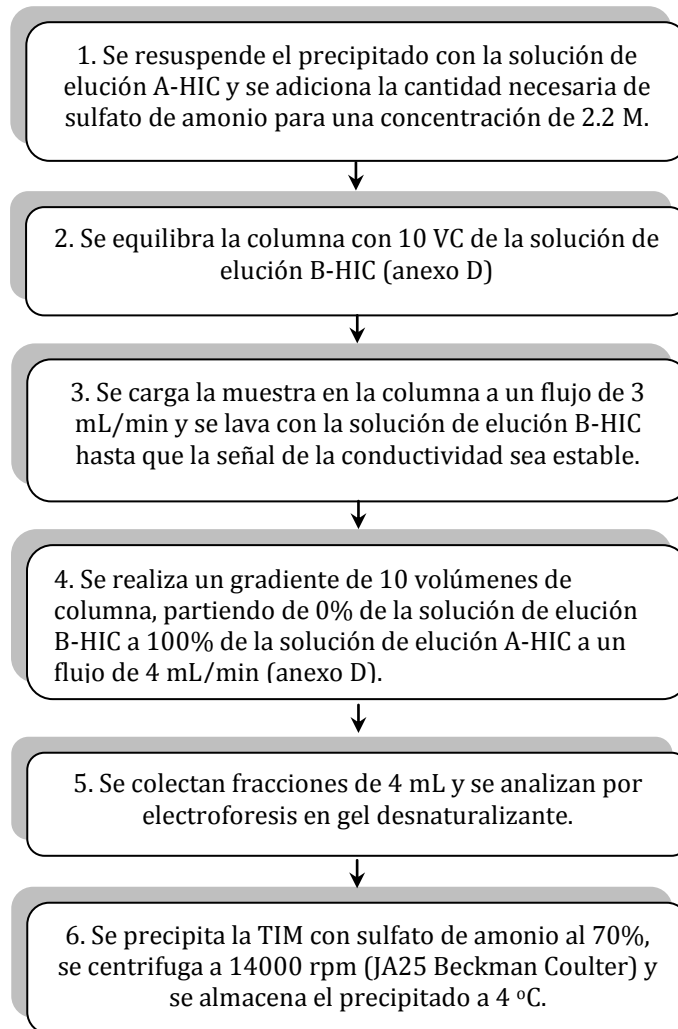 1. Se resuspende el precipitado con la solución de
elución A-HIC y se adiciona la cantidad necesaria de
sulfato de amonio para una concentración de 2.2 M.
2. Se equilibra la columna con 10 VC de la solución de
elución B-HIC (anexo D)
3. Se carga la muestra en la columna a un flujo de 3
mL/min y se lava con la solución de elución B-HIC
hasta que la señal de la conductividad sea estable.
4. Se realiza un gradiente de 10 volúmenes de
columna, partiendo de 0% de la solución de elución
B-HIC a 100% de la solución de elución A-HIC a un
flujo de 4 mL/min (anexo D).
5. Se colectan fracciones de 4 mL y se analizan por
electroforesis en gel desnaturalizante.
6. Se precipita la TIM con sulfato de amonio al 70%,
se centrifuga a 14000 rpm (JA25 Beckman Coulter) y
se almacena el precipitado a 4 ºC.